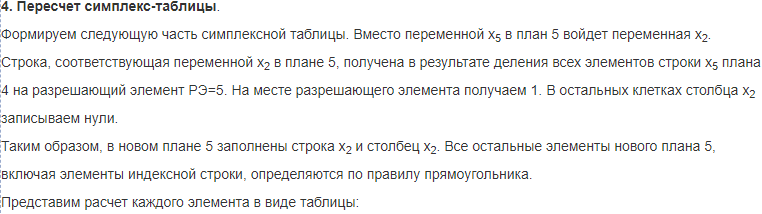 4. Пересчет симплекс-таблицы.
Формируем следующую часть симплексной таблицы. Вместо переменной x5 в план 5 войдет переменная x2.
Строка, соответствующая переменной x2 в плане 5, получена в результате деления всех элементов строки x5 плана
4 на разрешающий элемент РЭ=5. На месте разрешающего элемента получаем 1. В остальных клетках столбца x2
записываем нули.
Таким образом, в новом плане 5 заполнены строка x2 и столбец x2. Все остальные элементы нового плана 5,
включая элементы индексной строки, определяются по правилу прямоугольника.
Представим расчет каждого элемента в виде таблицы: